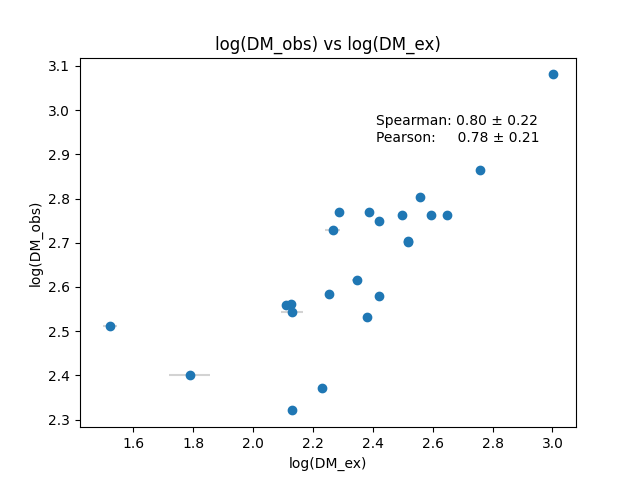 log(DM_obs) vs log(DM_ex)
3.1
3.0
2.9
2.8
2.7
2.6
2.5
2.4
2.3
log(DM_obs)
Spearman: 0.80 ± 0.22
Pearson: 0.78 ± 0.21
1.6 1.8 2.0 2.2 2.4 2.6 2.8 3.0
log(DM_ex)